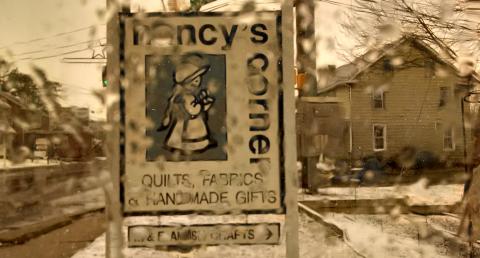 nancy's
corner
QUILTS, FABRICS
& HANDMADE GIFTS
& CRAFTS >